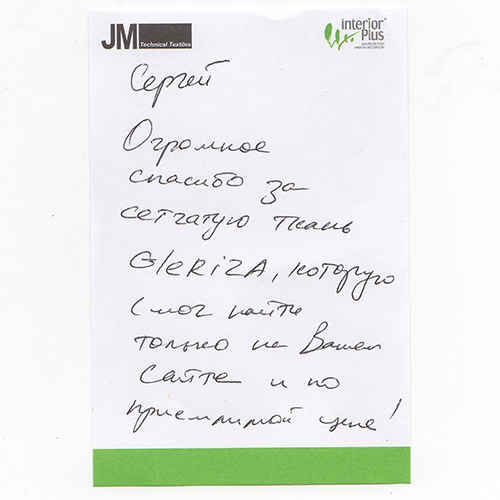 JM
Technical Textiles
interior
Plus
SUN PROTECTION
WINDOW DECORATION
Сергей
Огромное
спасибо за
сетчатую ткань
GleRiZA, которую
смог найти
только на Вашем
сайте и по
приемлимой цене!